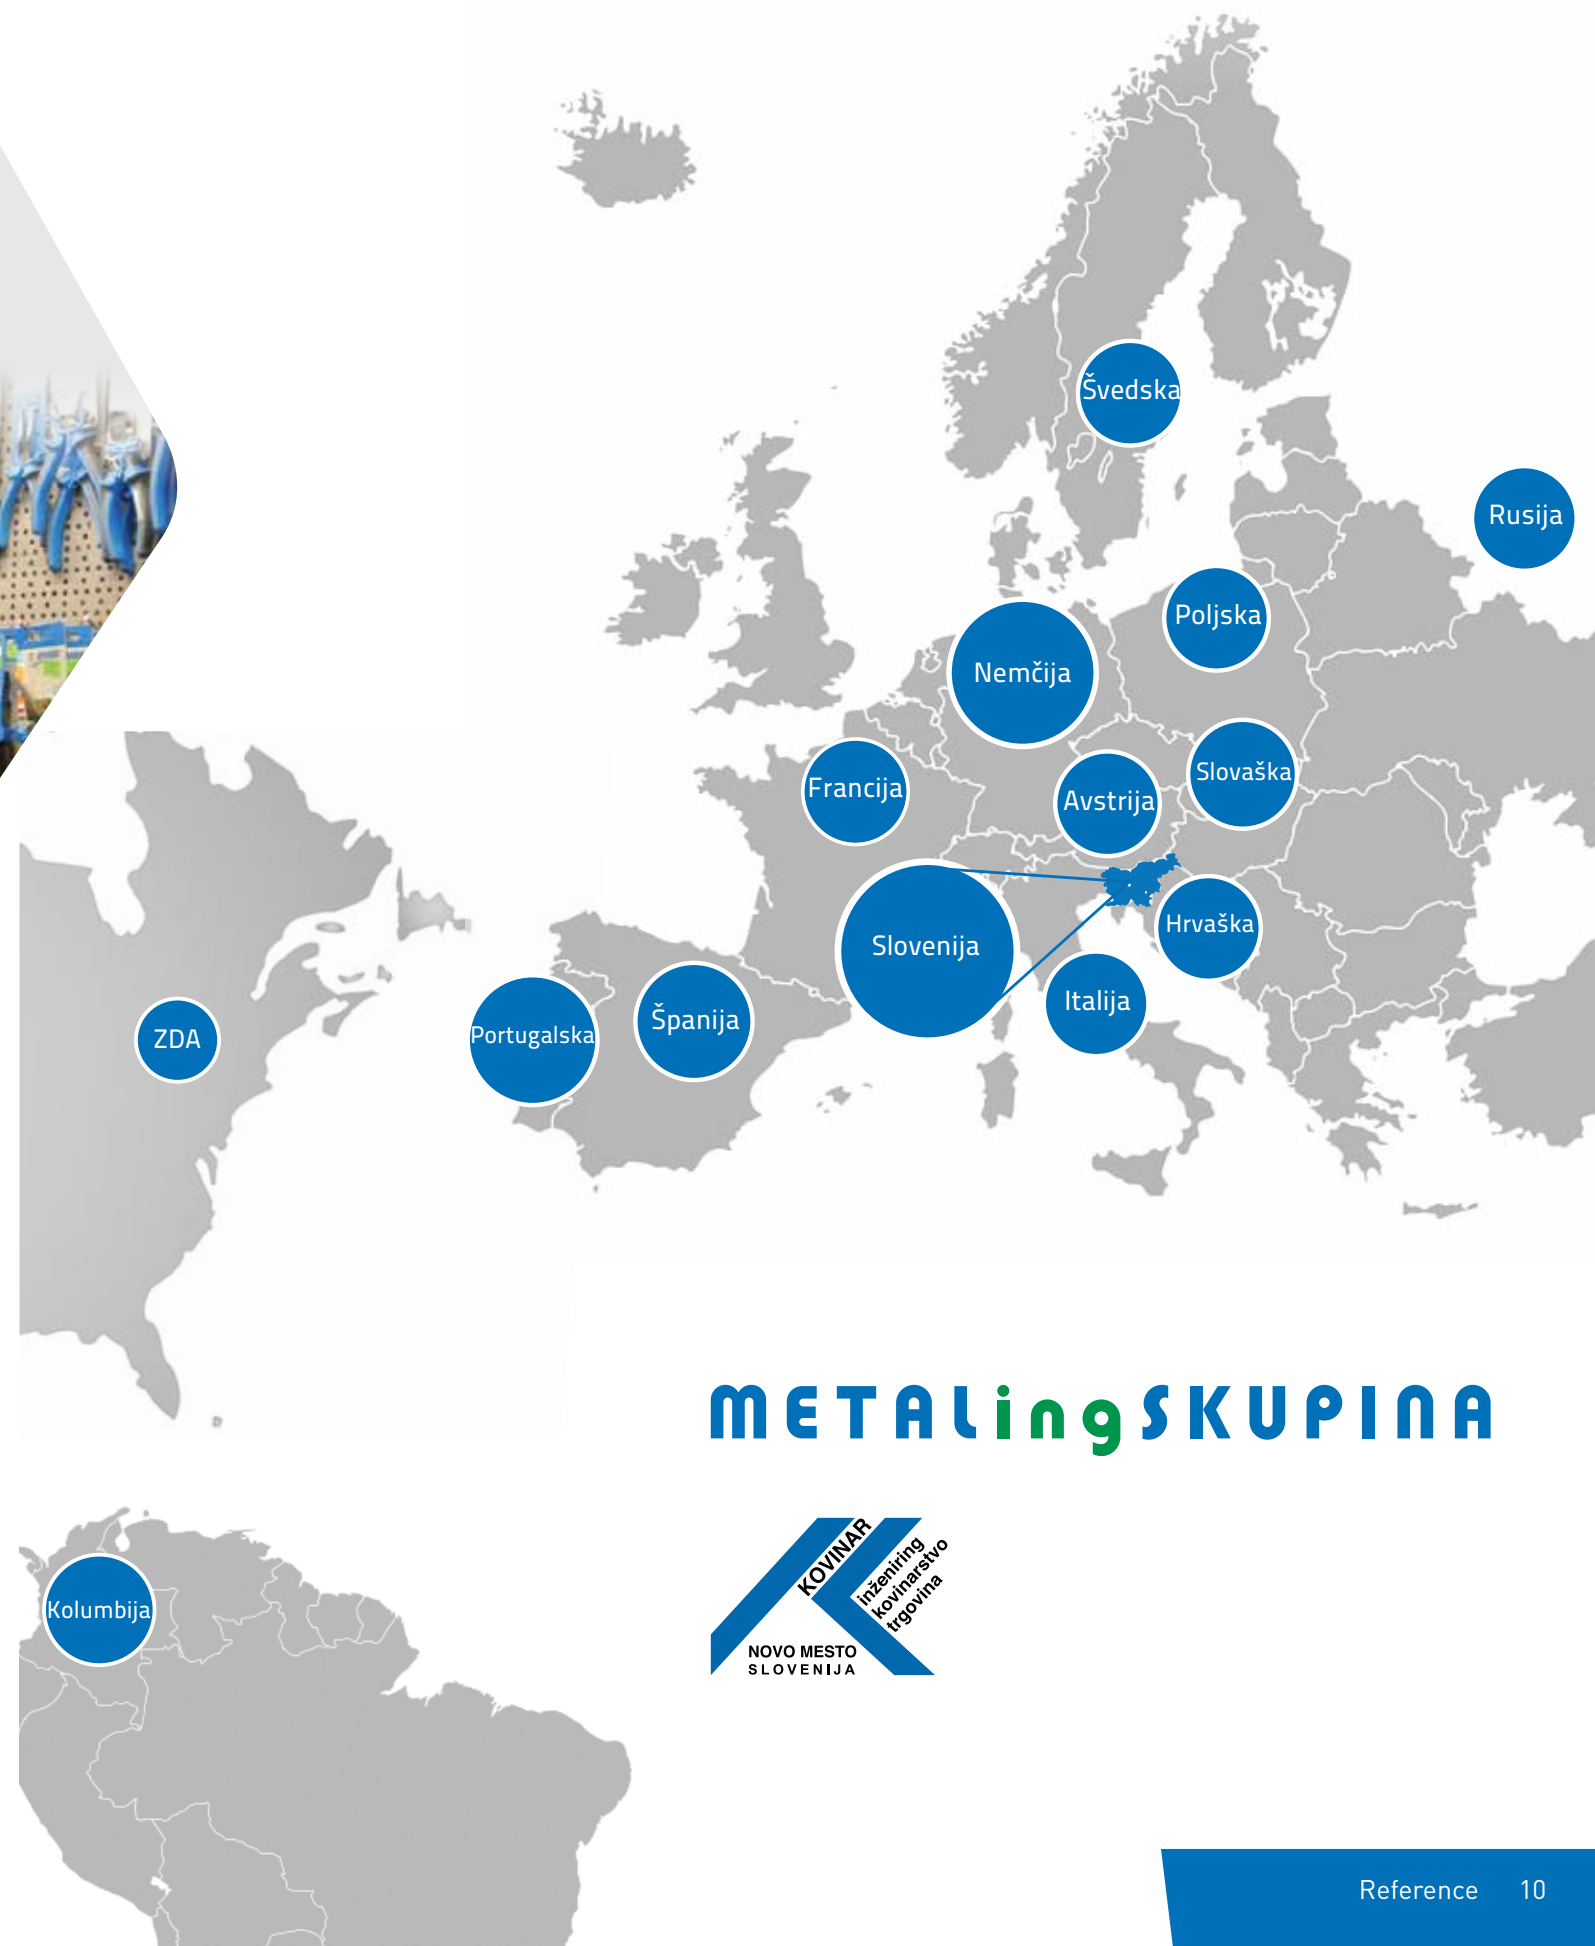 Švedska
Rusija
Poljska
Nemčija
Slovaška
Francija
Avstrija
Hrvaška
Slovenija
Italija
Španija
Portugalska
ZDA
METALingSKUPINA
KOVINAR
inženiring
kovinarstvo
trgovina
NOVO MESTO
SLOVENIJA
Kolumbija
Reference 10